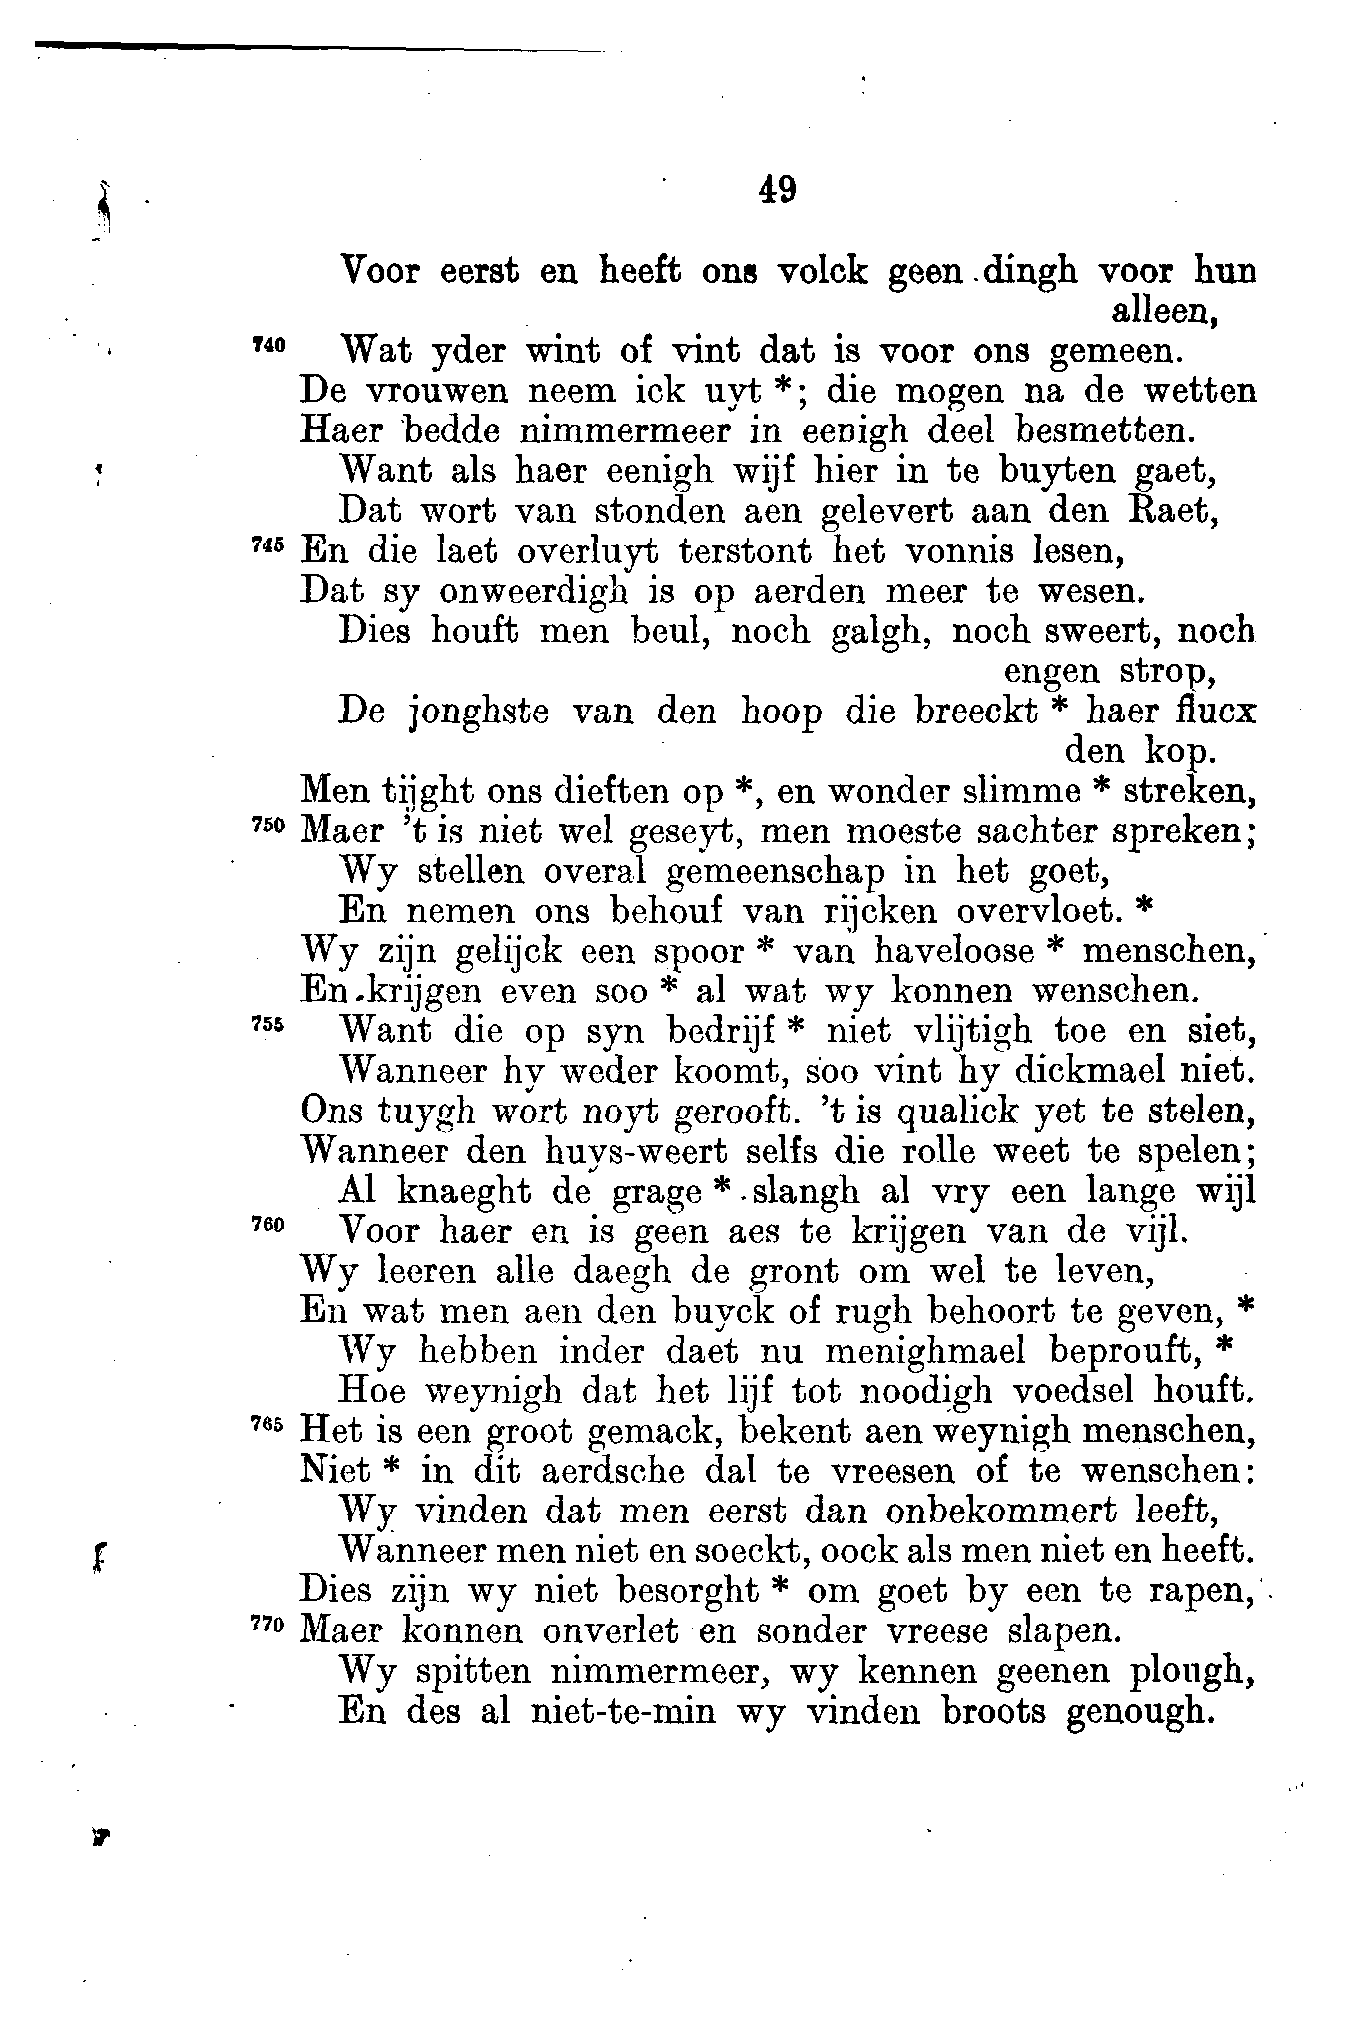 49
Voor eerst en heeft ons volck geen dingh voor hun
alleen,
740 Wat yder wint of vint dat is voor ons gemeen.
De vrouwen neem ick uyt *; die mogen na de wetten
Haer bedde nimmermeer in eenigh deel besmetten.
Want als haer eenigh wijf hier in te buyten gaet,
Dat wort van stonden aen gelevert aan den Raet,
745 En die laet overluyt terstont het vonnis lesen,
Dat sy onweerdigh is op aerden meer te wesen.
Dies houft men beul, noch galgh, noch sweert, noch
engen strop,
De jonghste van den hoop die breeckt * haer flucx
den kop.
Men tijght ons dieften op *, en wonder slimme * streken,
750 Maer 't is niet wel geseyt, men moeste sachter spreken;
Wy stellen overal gemeenschap in het goet,
En nemen ons behouf van rijcken overvloet. *
Wy zijn gelijck een spoor * van haveloose * menschen,
En krijgen even soo * al wat wy konnen wenschen.
755 Want die op syn bedrijf * niet vlijtigh toe en siet,
Wanneer hy weder koomt, soo vint hy dickmael niet.
Ons tuygh wort noyt gerooft. 't is qualick yet te stelen,
Wanneer den huys-weert selfs die rolle weet te spelen;
Al knaeght de grage * slangh al vry een lange wijl
760 Voor haer en is geen aes te krijgen van de vijl.
Wy leeren alle daegh de gront om wel te leven,
En wat men aen den buyck of rugh behoort te geven, *
Wy hebben inder daet nu menighmael beprouft, *
Hoe weynigh dat het lijf tot noodigh voedsel houft.
765 Het is een groot gemack, bekent aen weynigh menschen,
Niet * in dit aerdsche dal te vreesen of te wenschen:
Wy vinden dat men eerst dan onbekommert leeft,
Wanneer men niet en soeckt, oock als men niet en heeft.
Dies zijn wy niet besorght * om goet by een te rapen,
770 Maer konnen onverlet en sonder vreese slapen.
Wy spitten nimmermeer, wy kennen geenen plough,
En des al niet-te-min wy vinden broots genough.